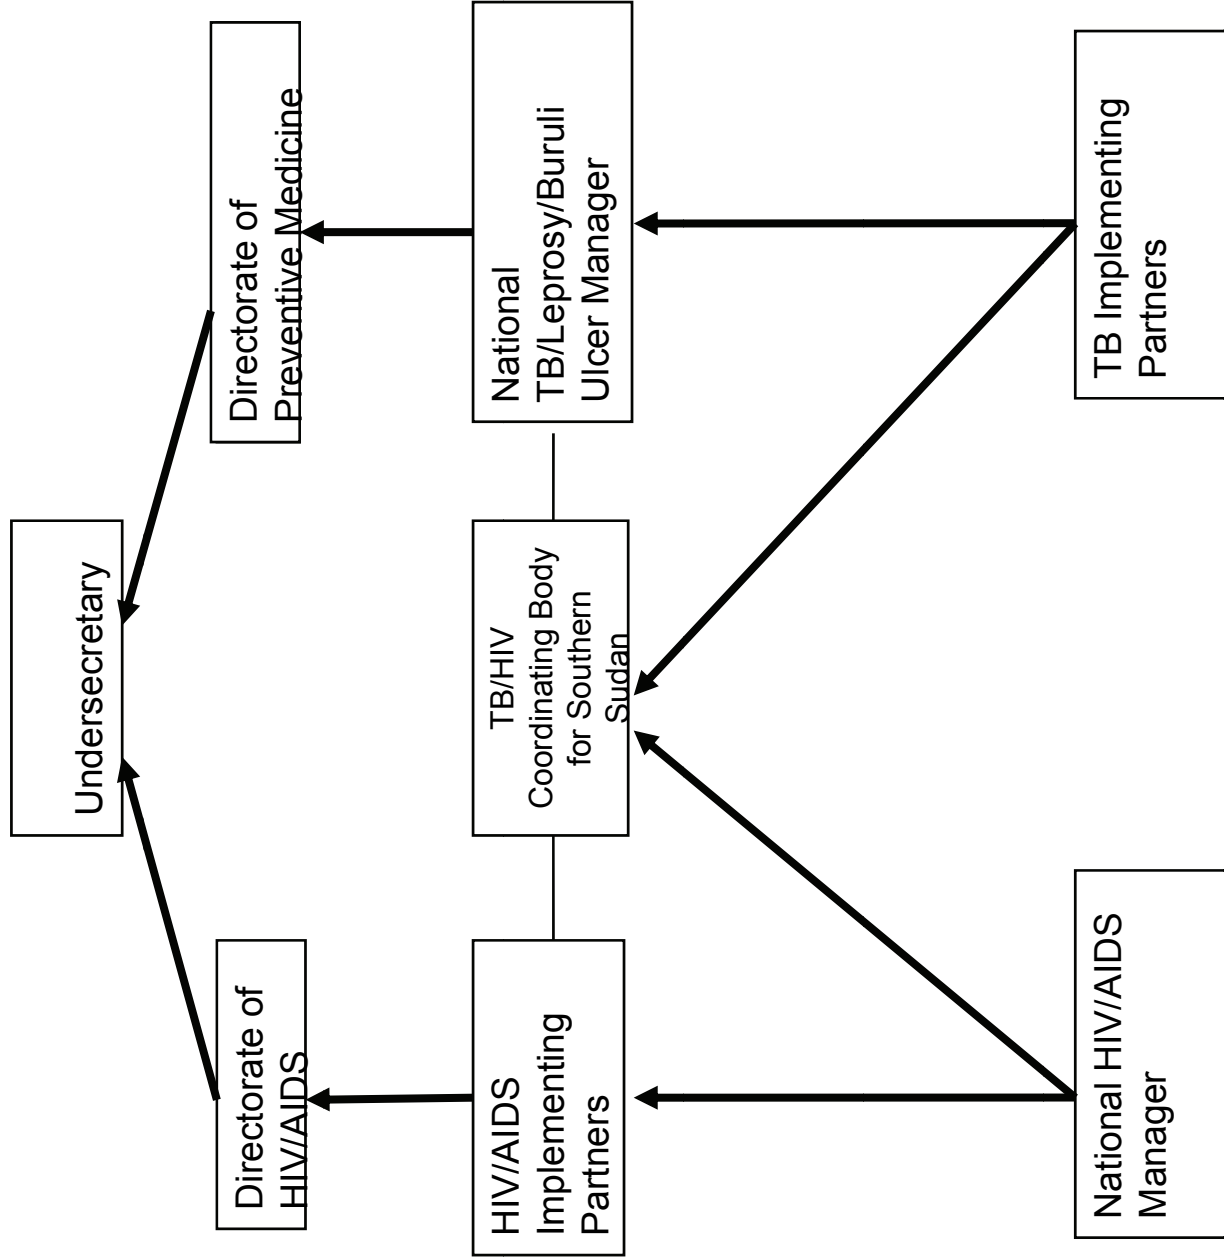 Undersecretary
Directorate of
HIV/AIDS
Directorate of
Preventive Medicine
HIV/AIDS
Implementing
Partners
TB/HIV
Coordinating Body
for Southern
Sudan
National
TB/Leprosy/Buruli
Ulcer Manager
National HIV/AIDS
Manager
TB Implementing
Partners